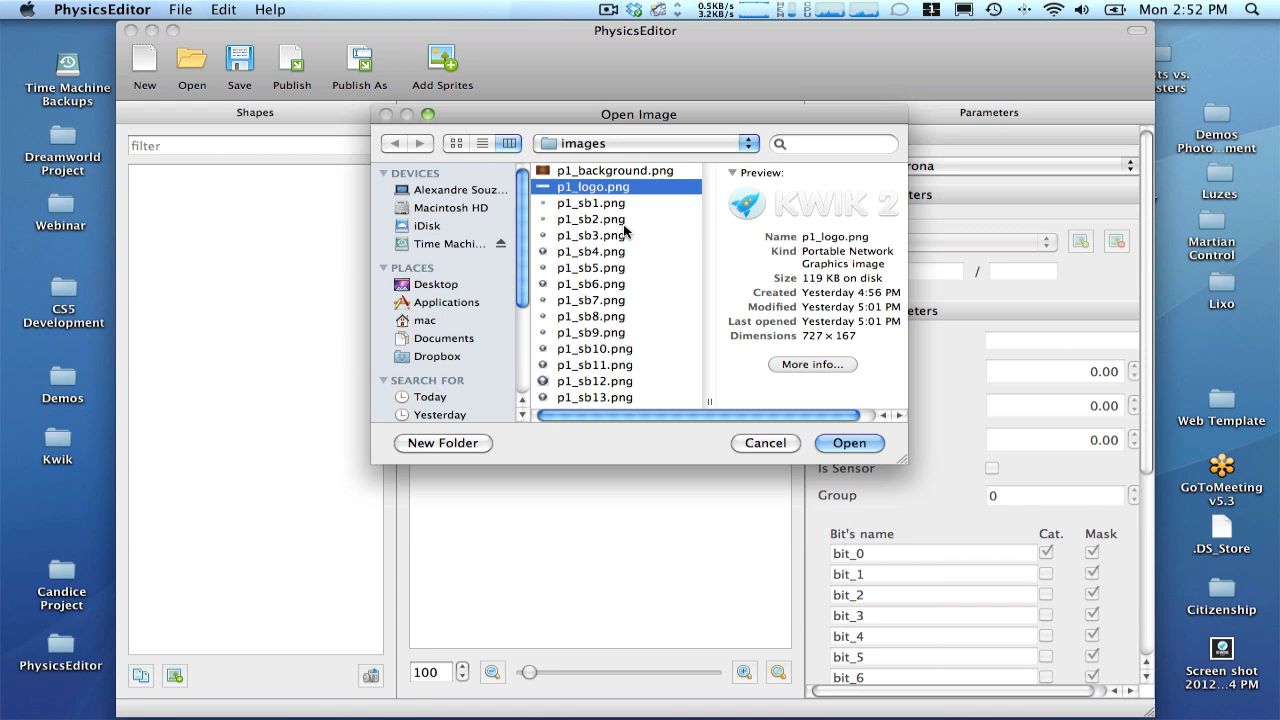 PhysicsEditor File Edit Help 0.5KB/s 3.2KB/s Mon 2:52 PM
PhysicsEditor
New Open Save Publish Publish As Add Sprites
Shapes Parameters
filter
rona
ters
/
eters
0.00
0.00
0.00
Is Sensor
Group 0
Bit's name Cat. Mask
bit_0
bit_1
bit_2
bit_3
bit_4
bit_5
bit_6
100
Open Image
images
DEVICES
Alexandre Souz...
Macintosh HD
iDisk
Time Machi...
PLACES
Desktop
Applications
mac
Documents
Dropbox
SEARCH FOR
Today
Yesterday
p1_background.png
p1_logo.png
p1_sb1.png
p1_sb2.png
p1_sb3.png
p1_sb4.png
p1_sb5.png
p1_sb6.png
p1_sb7.png
p1_sb8.png
p1_sb9.png
p1_sb10.png
p1_sb11.png
p1_sb12.png
p1_sb13.png
Preview:
KWIK 2
Name p1_logo.png
Kind Portable Network
Graphics image
Size 119 KB on disk
Created Yesterday 4:56 PM
Modified Yesterday 5:01 PM
Last opened Yesterday 5:01 PM
Dimensions 727 × 167
More info...
New Folder Cancel Open
Time Machine
Backups
Dreamworld
Project
Webinar
CS5
Development
Demos
Kwik
Candice
Project
PhysicsEditor
ts vs.
sters
Demos
Photo...ment
Luzes
Martian
Control
Lixo
Web Template
GoToMeeting
v5.3
.DS_Store
Citizenship
KWIK
Screen shot
2012...4 PM